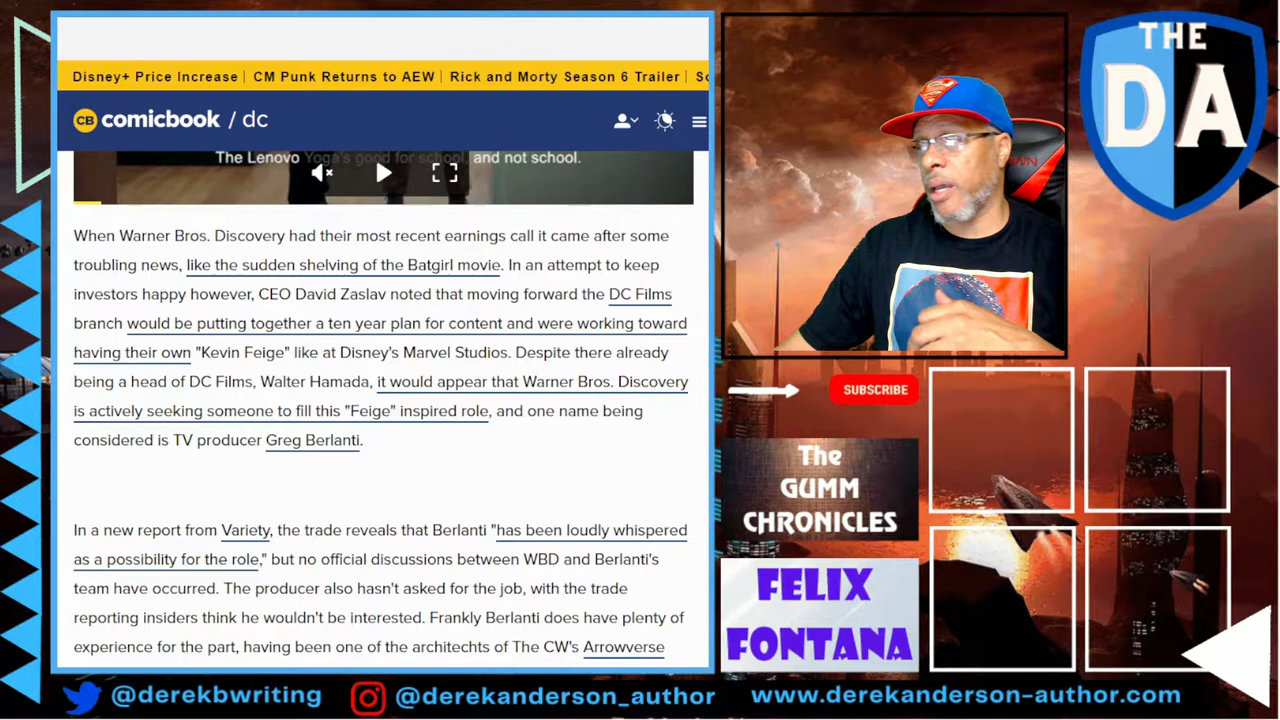 Disney+ Price Increase | CM Punk Returns to AEW | Rick and Morty Season 6 Trailer |
CB comicbook / dc
The Lenovo Yoga's good for school, and not school.
When Warner Bros. Discovery had their most recent earnings call it came after some
troubling news, like the sudden shelving of the Batgirl movie. In an attempt to keep
investors happy however, CEO David Zaslav noted that moving forward the DC Films
branch would be putting together a ten year plan for content and were working toward
having their own "Kevin Feige" like at Disney's Marvel Studios. Despite there already
being a head of DC Films, Walter Hamada, it would appear that Warner Bros. Discovery
is actively seeking someone to fill this "Feige" inspired role, and one name being
considered is TV producer Greg Berlanti.
In a new report from Variety, the trade reveals that Berlanti "has been loudly whispered
as a possibility for the role," but no official discussions between WBD and Berlanti's
team have occurred. The producer also hasn't asked for the job, with the trade
reporting insiders think he wouldn't be interested. Frankly Berlanti does have plenty of
experience for the part, having been one of the architechts of The CW's Arrowverse
THE
DA
SUBSCRIBE
The
GUMM
CHRONICLES
FELIX
FONTANA
@derekbwriting
@derekanderson_author
www.derekanderson-author.com